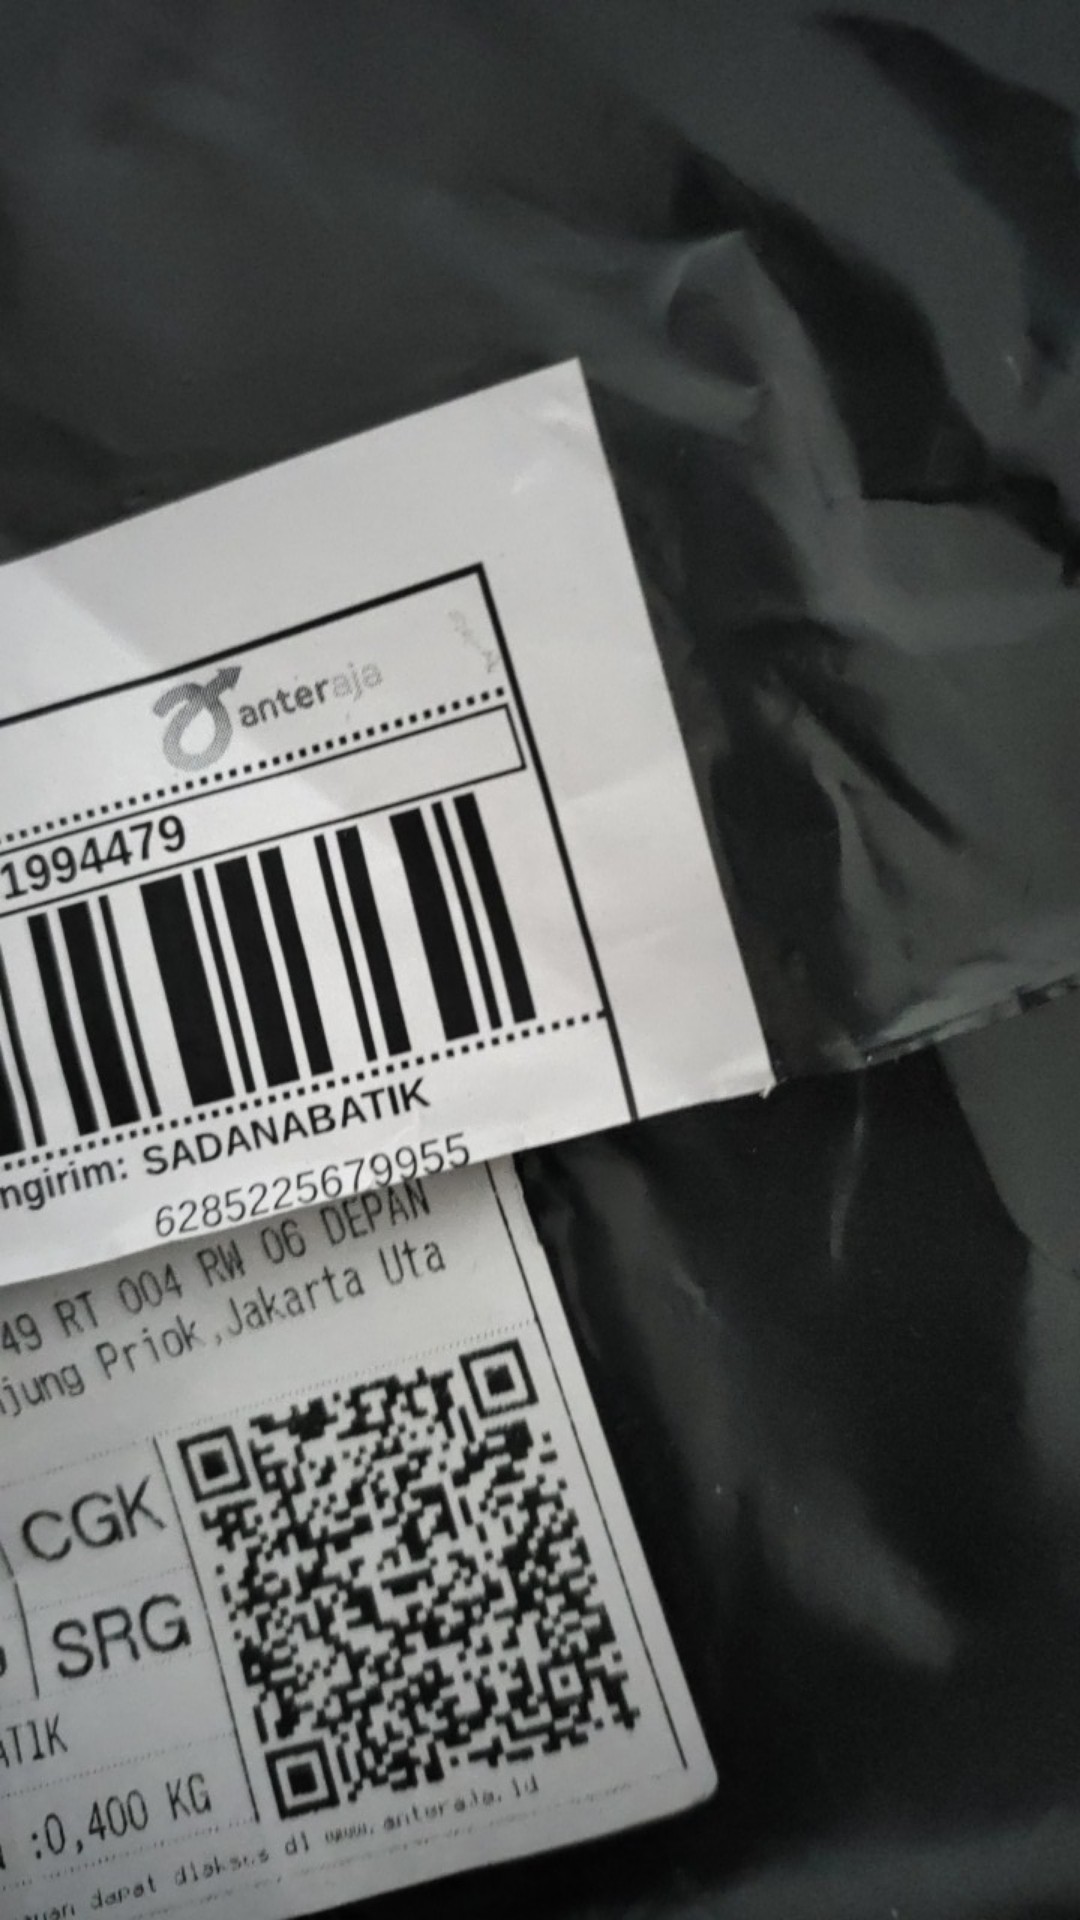 anteraja
1994479
ngirim: SADANABATIK
6285225679955
49 RT 004 RW 06 DEPAN
jung Priok,Jakarta Uta
CGK
SRG
ATIK
:0,400 KG
dapat diakses di www.anteraja.id